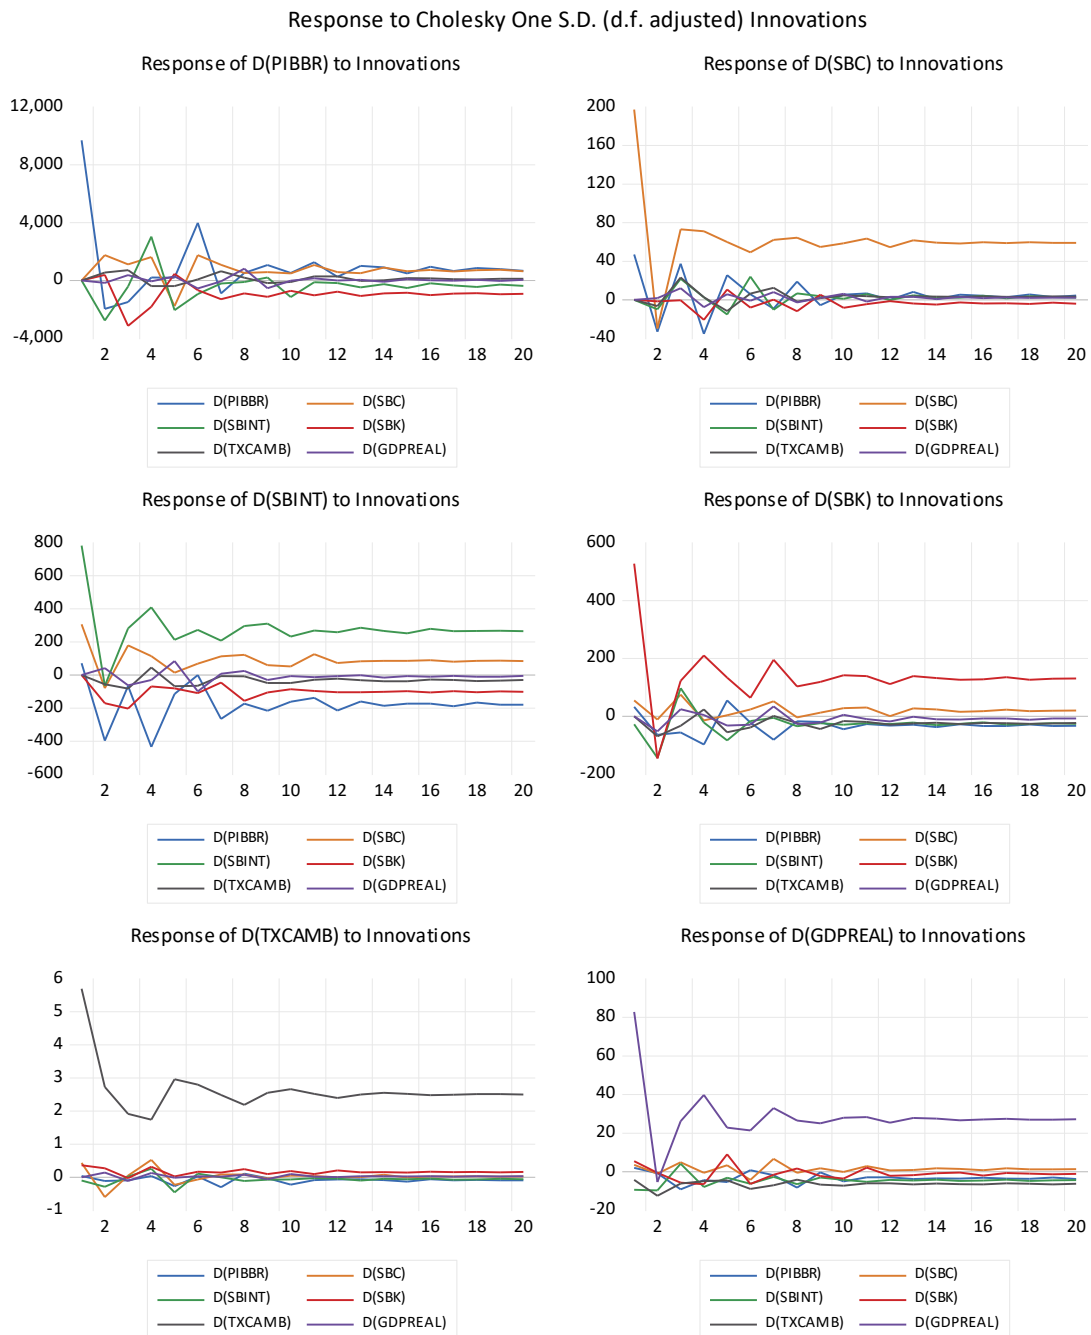 Response to Cholesky One S.D. (d.f. adjusted) Innovations
Response of D(PIBBR) to Innovations
12,000
8,000
4,000
0
-4,000
2 4 6 8 10 12 14 16 18 20
D(PIBBR) D(SBC)
D(SBINT) D(SBK)
D(TXCAMB) D(GDPREAL)
Response of D(SBC) to Innovations
200
160
120
80
40
0
-40
2 4 6 8 10 12 14 16 18 20
D(PIBBR) D(SBC)
D(SBINT) D(SBK)
D(TXCAMB) D(GDPREAL)
Response of D(SBINT) to Innovations
800
600
400
200
0
-200
-400
-600
2 4 6 8 10 12 14 16 18 20
D(PIBBR) D(SBC)
D(SBINT) D(SBK)
D(TXCAMB) D(GDPREAL)
Response of D(SBK) to Innovations
600
400
200
0
-200
2 4 6 8 10 12 14 16 18 20
D(PIBBR) D(SBC)
D(SBINT) D(SBK)
D(TXCAMB) D(GDPREAL)
Response of D(TXCAMB) to Innovations
6
5
4
3
2
1
0
-1
2 4 6 8 10 12 14 16 18 20
D(PIBBR) D(SBC)
D(SBINT) D(SBK)
D(TXCAMB) D(GDPREAL)
Response of D(GDPREAL) to Innovations
100
80
60
40
20
0
-20
2 4 6 8 10 12 14 16 18 20
D(PIBBR) D(SBC)
D(SBINT) D(SBK)
D(TXCAMB) D(GDPREAL)